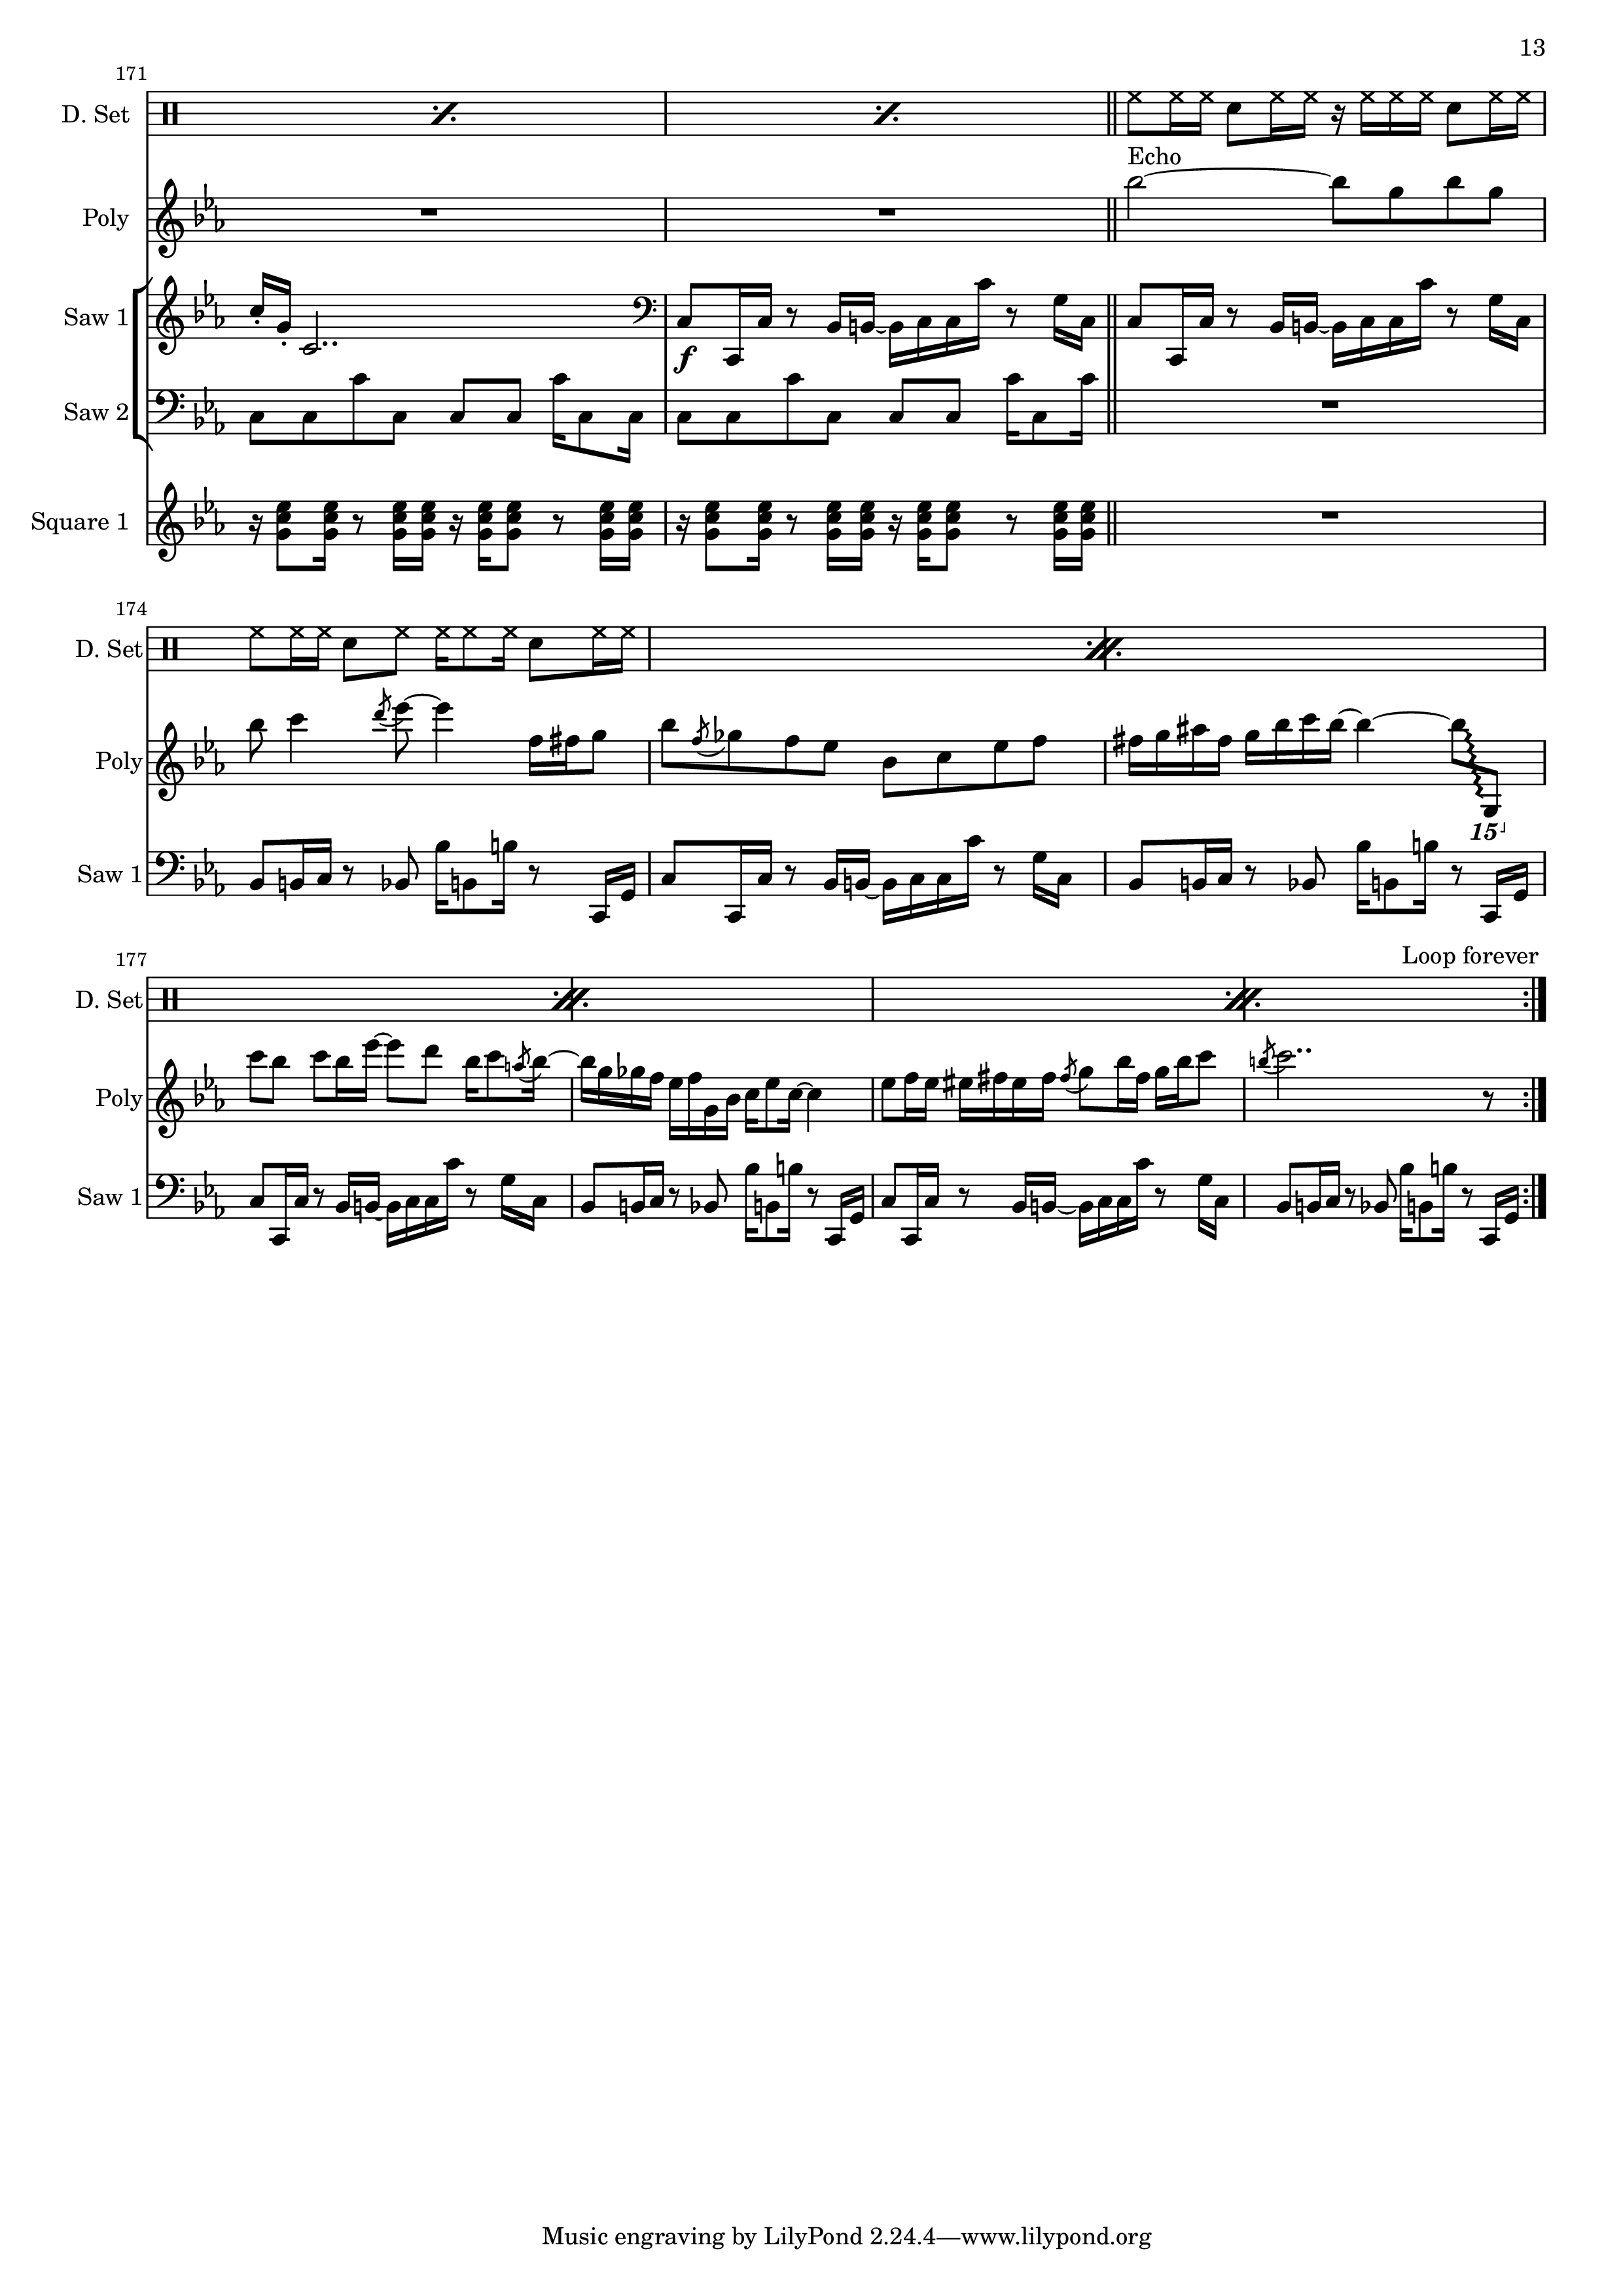 13
171
D. Set
Echo
Poly
Saw 1
f
Saw 2
Square 1
174
D. Set
Poly
15
Saw 1
Loop forever
177
D. Set
Poly
Saw 1
Music engraving by LilyPond 2.24.4—www.lilypond.org